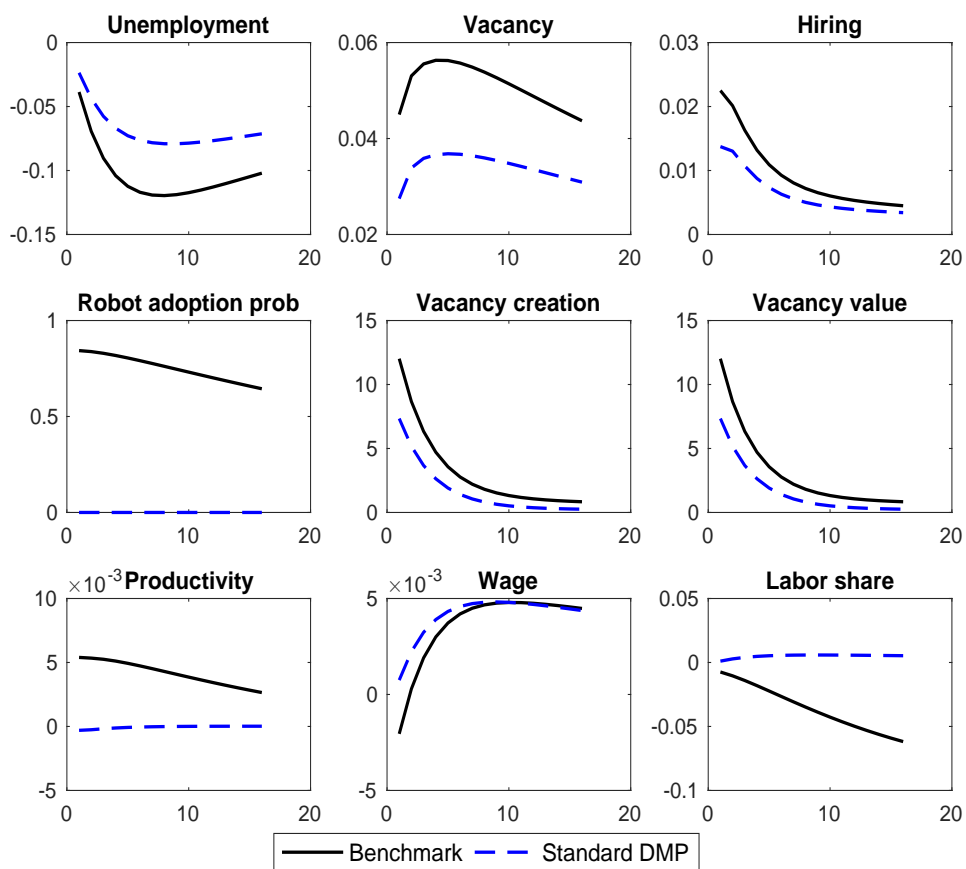 Unemployment
0
-0.05
-0.1
-0.15
0 10 20
Vacancy
0.06
0.04
0.02
0 10 20
Hiring
0.03
0.02
0.01
0
0 10 20
Robot adoption prob
1
0.5
0
0 10 20
Vacancy creation
15
10
5
0
0 10 20
Vacancy value
15
10
5
0
0 10 20
×10-3 Productivity
10
5
0
-5
0 10 20
×10-3 Wage
5
0
-5
0 10 20
Labor share
0.05
0
-0.05
-0.1
0 10 20
Benchmark Standard DMP